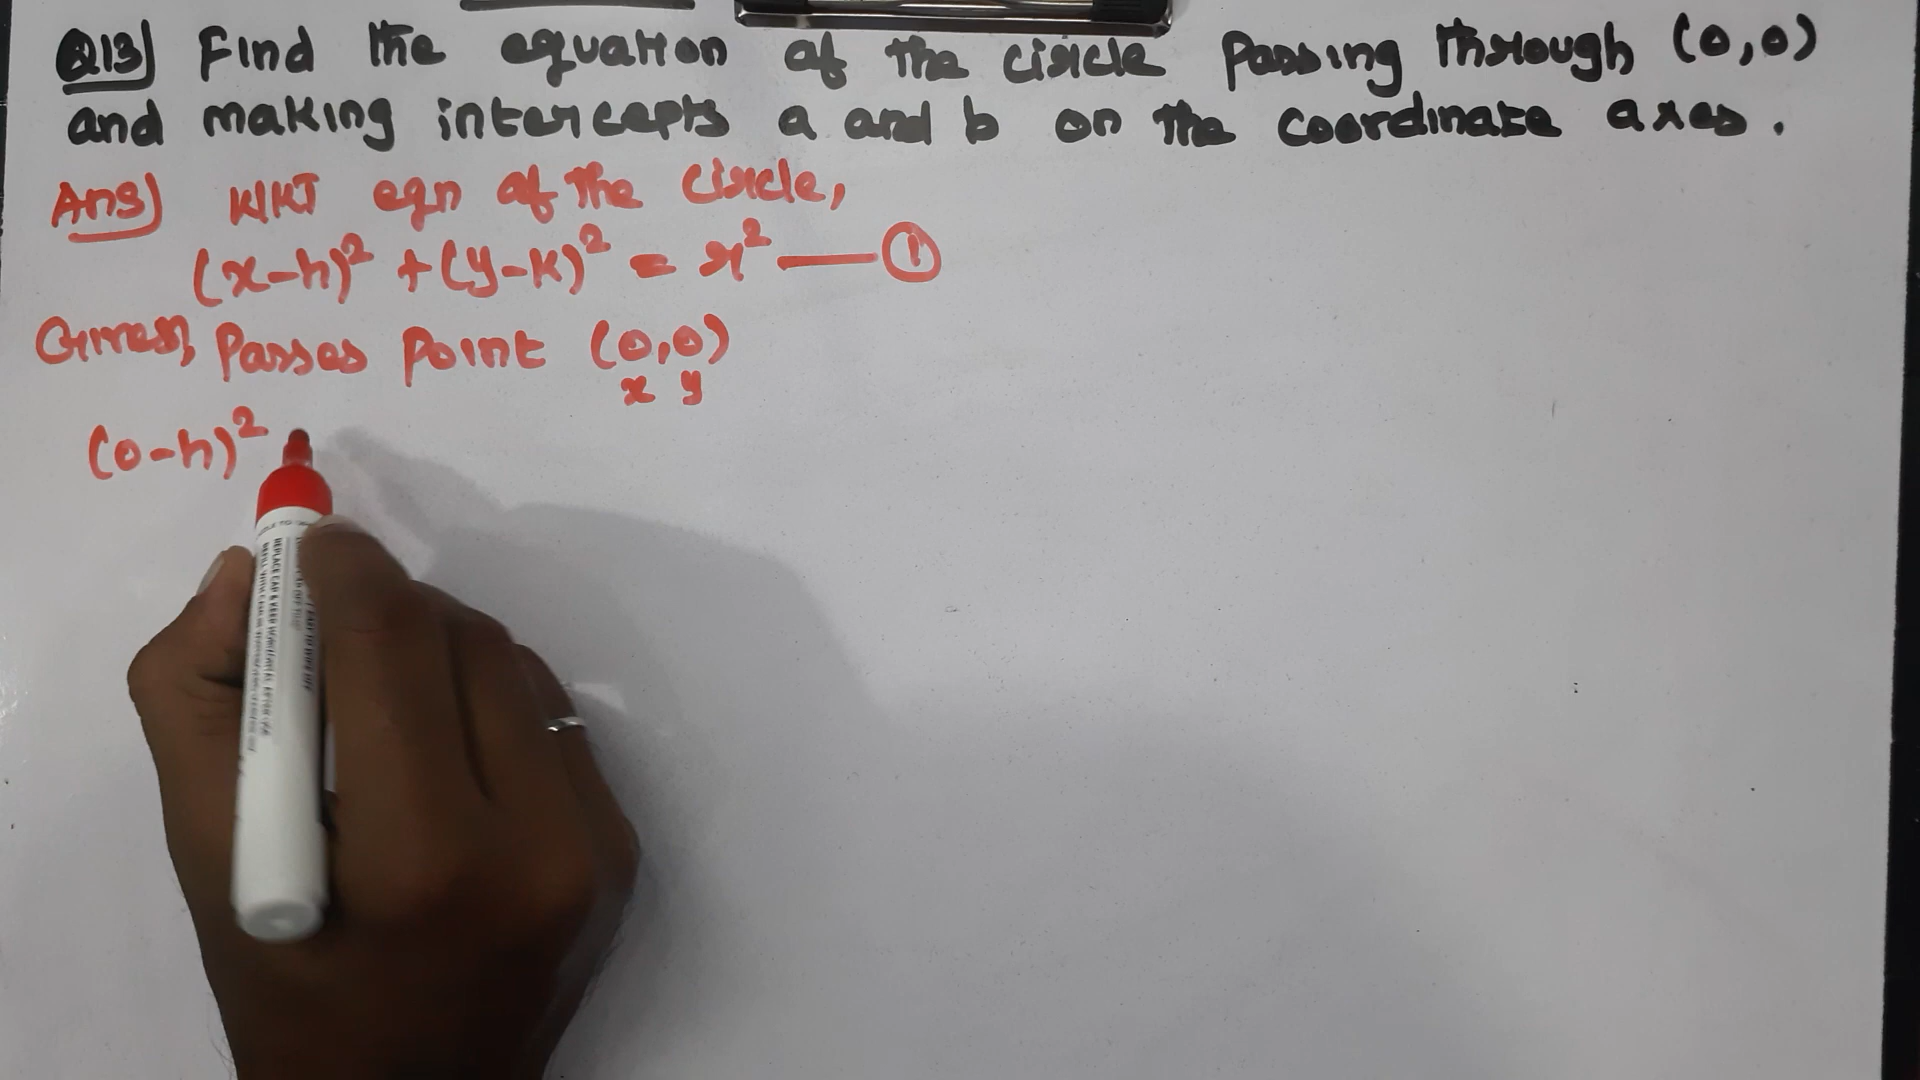 Q13) Find the equation of the circle passing through (0,0)
and making intercepts a and b on the coordinate axes.
Ans) WKT eqn of the circle,
(x-h)² + (y-k)² = r² — ①
Given, Passes Point (0,0)
x y
(0-h)²